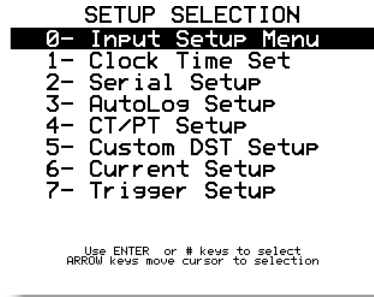 SETUP SELECTION
0- Input Setup Menu
1- Clock Time Set
2- Serial Setup
3- AutoLog Setup
4- CT/PT Setup
5- Custom DST Setup
6- Current Setup
7- Trigger Setup
Use ENTER or # keys to select
ARROW keys move cursor to selection